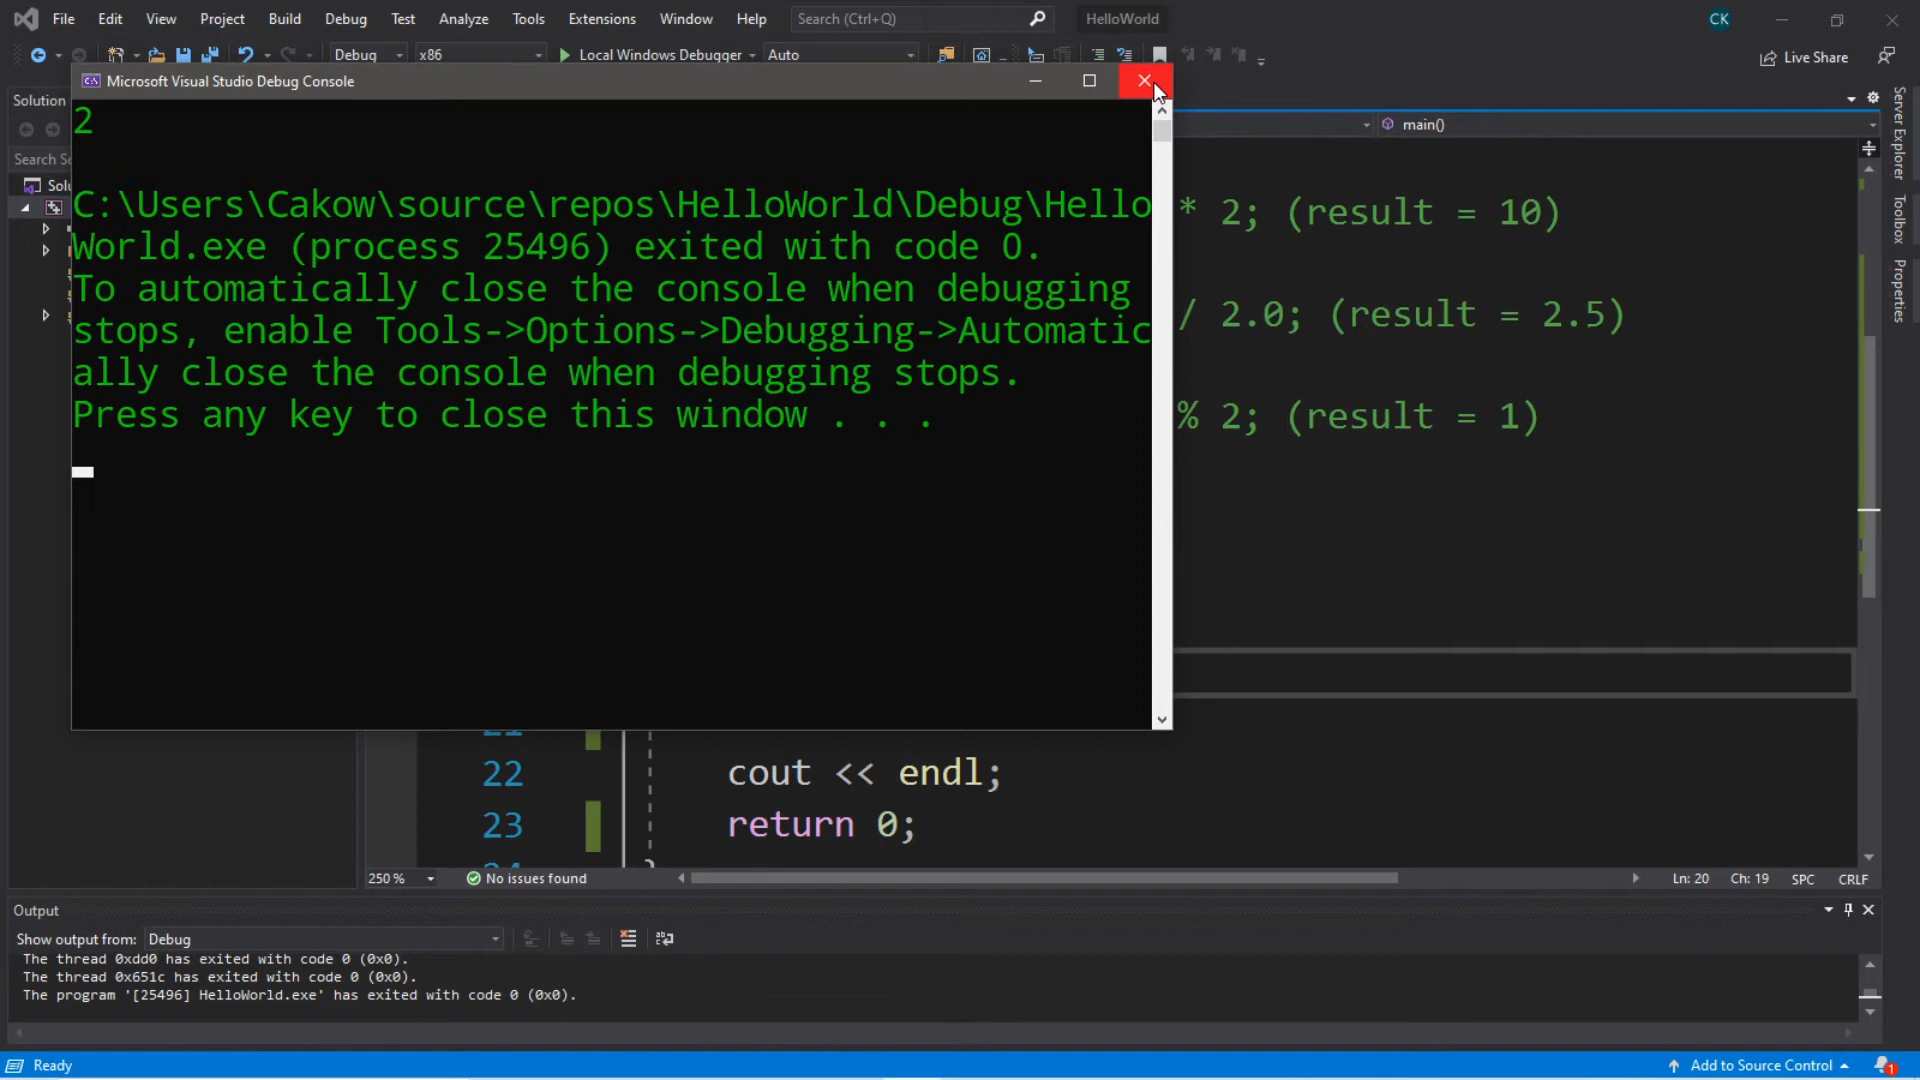 File Edit View Project Build Debug Test Analyze Tools Extensions Window Help Search (Ctrl+Q) HelloWorld CK
Debug x86 Local Windows Debugger Auto Live Share
Microsoft Visual Studio Debug Console
Solution
Search So
Solu
main()
Server Explorer
Toolbox
Properties
2
C:\Users\Cakow\source\repos\HelloWorld\Debug\Hello
World.exe (process 25496) exited with code 0.
To automatically close the console when debugging
stops, enable Tools->Options->Debugging->Automatic
ally close the console when debugging stops.
Press any key to close this window . . .
* 2; (result = 10)
/ 2.0; (result = 2.5)
% 2; (result = 1)
22 cout << endl;
23 return 0;
250 % No issues found Ln: 20 Ch: 19 SPC CRLF
Output
Show output from: Debug
The thread 0xdd0 has exited with code 0 (0x0).
The thread 0x651c has exited with code 0 (0x0).
The program '[25496] HelloWorld.exe' has exited with code 0 (0x0).
Ready Add to Source Control 1